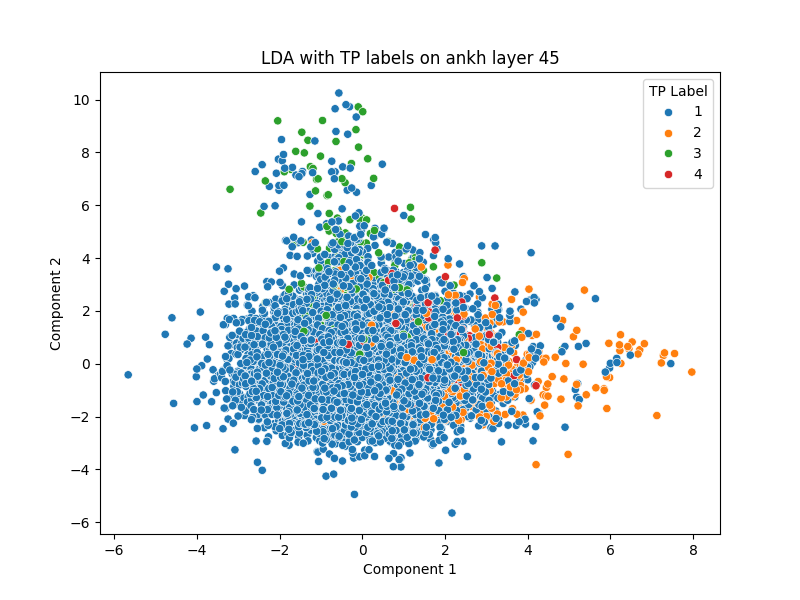 LDA with TP labels on ankh layer 45
TP Label
1
2
3
4
Component 2
10
8
6
4
2
0
−2
−4
−6
−6 −4 −2 0 2 4 6 8
Component 1